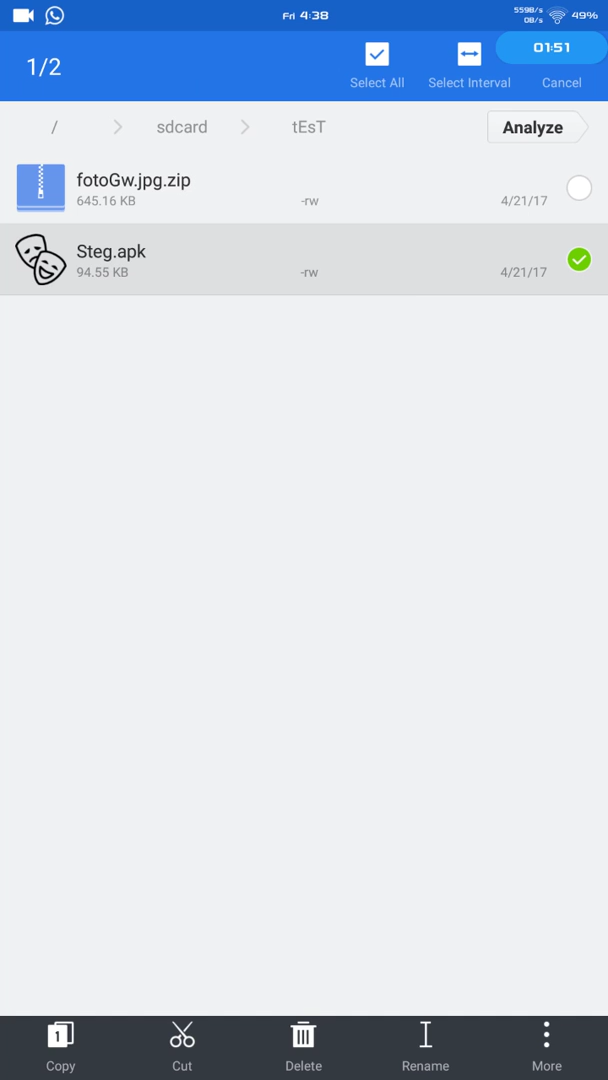 Fri 4:38
559B/s
0B/s
49%
01:51
1/2
Select All
Select Interval
Cancel
/
sdcard
tEsT
Analyze
fotoGw.jpg.zip
645.16 KB
-rw
4/21/17
Steg.apk
94.55 KB
-rw
4/21/17
1
Copy
Cut
Delete
Rename
More